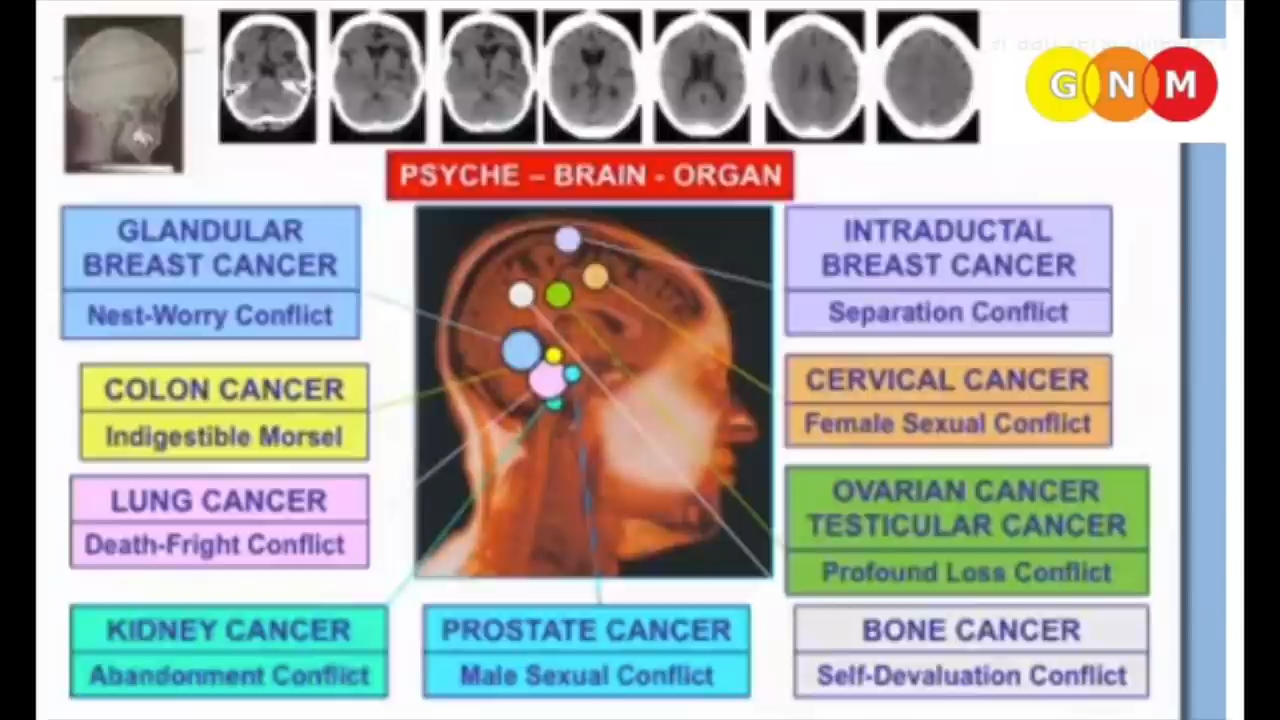 G N M
PSYCHE – BRAIN - ORGAN
GLANDULAR
BREAST CANCER
Nest-Worry Conflict
COLON CANCER
Indigestible Morsel
LUNG CANCER
Death-Fright Conflict
KIDNEY CANCER
Abandonment Conflict
PROSTATE CANCER
Male Sexual Conflict
INTRADUCTAL
BREAST CANCER
Separation Conflict
CERVICAL CANCER
Female Sexual Conflict
OVARIAN CANCER
TESTICULAR CANCER
Profound Loss Conflict
BONE CANCER
Self-Devaluation Conflict